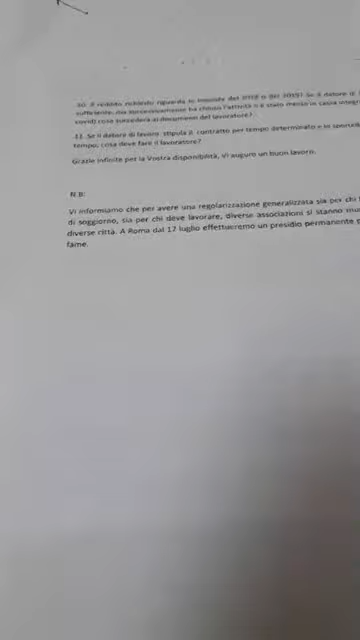 10. Il reddito richiesto riguarda le imposte del 2018 o del 2019? Se il datore di
sufficiente, ma successivamente ha chiuso l'attività o è stato messo in cassa integ
covid) cosa succederà ai documenti del lavoratore?
11. Se il datore di lavoro stipula il contratto per tempo determinato e se
tempo, cosa deve fare il lavoratore?
Grazie infinite per la Vostra disponibilità, Vi auguro un buon lavoro.
N.B:
Vi informiamo che per avere una regolarizzazione generalizzata sia per chi
di soggiorno, sia per chi deve lavorare, diverse associazioni si stanno
diverse città. A Roma dal 17 luglio effettueremo un presidio permanente
fame.